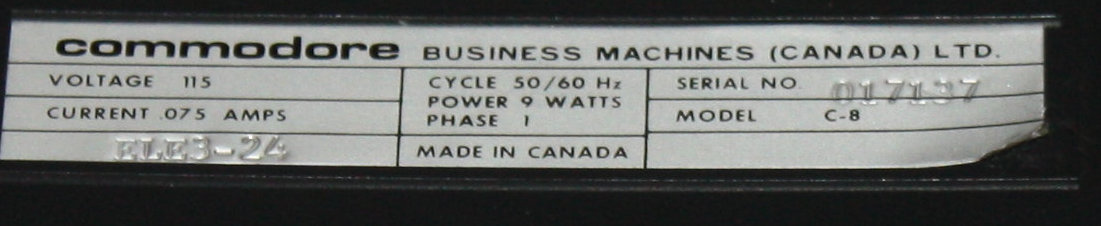 commodore BUSINESS MACHINES (CANADA) LTD.
VOLTAGE 115
CURRENT .075 AMPS
ELE3-24
CYCLE 50/60 Hz
POWER 9 WATTS
PHASE 1
MADE IN CANADA
SERIAL NO. 017137
MODEL C-8